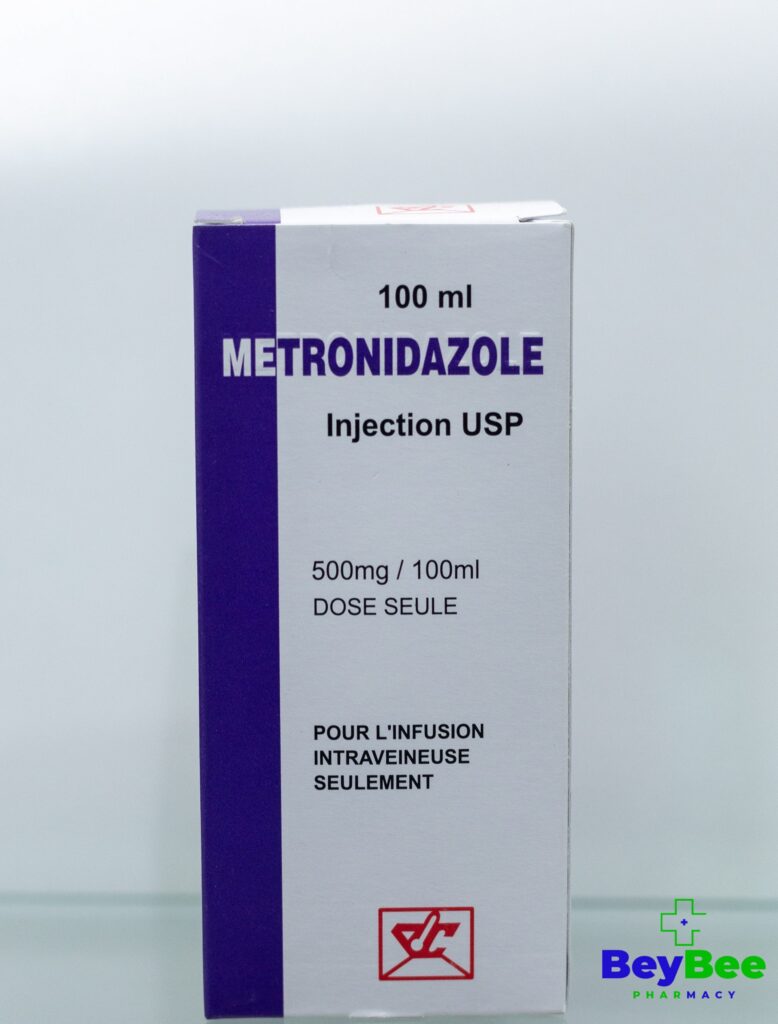 100 ml
METRONIDAZOLE
Injection USP
500mg / 100ml
DOSE SEULE
POUR L'INFUSION
INTRAVEINEUSE
SEULEMENT
BeyBee
PHARMACY